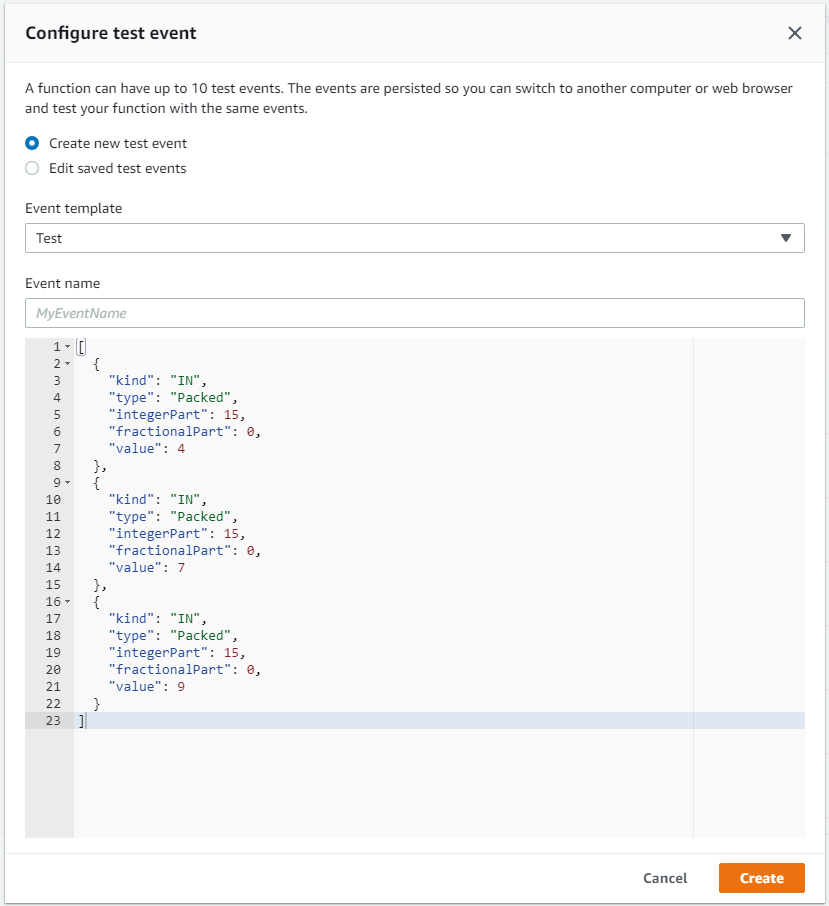 Configure test event
A function can have up to 10 test events. The events are persisted so you can switch to another computer or web browser
and test your function with the same events.
Create new test event
Edit saved test events
Event template
Test
Event name
MyEventName
1 [
2 {
3 "kind": "IN",
4 "type": "Packed",
5 "integerPart": 15,
6 "fractionalPart": 0,
7 "value": 4
8 },
9 {
10 "kind": "IN",
11 "type": "Packed",
12 "integerPart": 15,
13 "fractionalPart": 0,
14 "value": 7
15 },
16 {
17 "kind": "IN",
18 "type": "Packed",
19 "integerPart": 15,
20 "fractionalPart": 0,
21 "value": 9
22 }
23 ]
Cancel Create